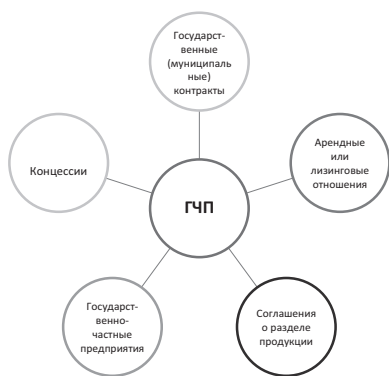 Государст-
венные
(муниципаль
ные)
контракты
Концессии
Арендные
или
лизинговые
отношения
ГЧП
Государст-
венно-
частные
предприятия
Соглашения
о разделе
продукции